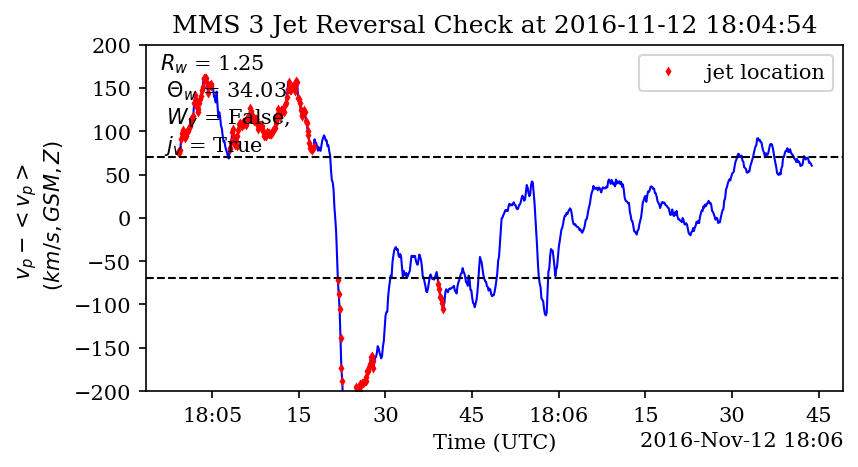 MMS 3 Jet Reversal Check at 2016-11-12 18:04:54
R_w = 1.25
Θ_w = 34.03
W_v = False,
j_v = True
jet location
v_p − < v_p >
(km/s, GSM, Z)
200
150
100
50
0
−50
−100
−150
−200
18:05 15 30 45 18:06 15 30 45
Time (UTC) 2016-Nov-12 18:06